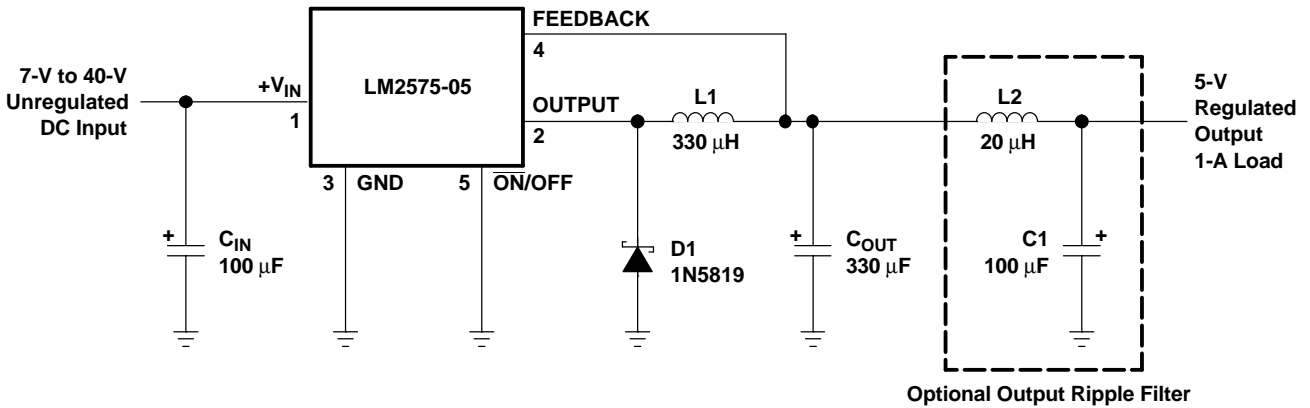 FEEDBACK
4
7-V to 40-V
Unregulated
DC Input
+VIN
1
LM2575-05
OUTPUT
2
L1
330 μH
L2
20 μH
5-V
Regulated
Output
1-A Load
3 GND
5 ON/OFF
+
CIN
100 μF
D1
1N5819
+
COUT
330 μF
C1
100 μF
+
Optional Output Ripple Filter